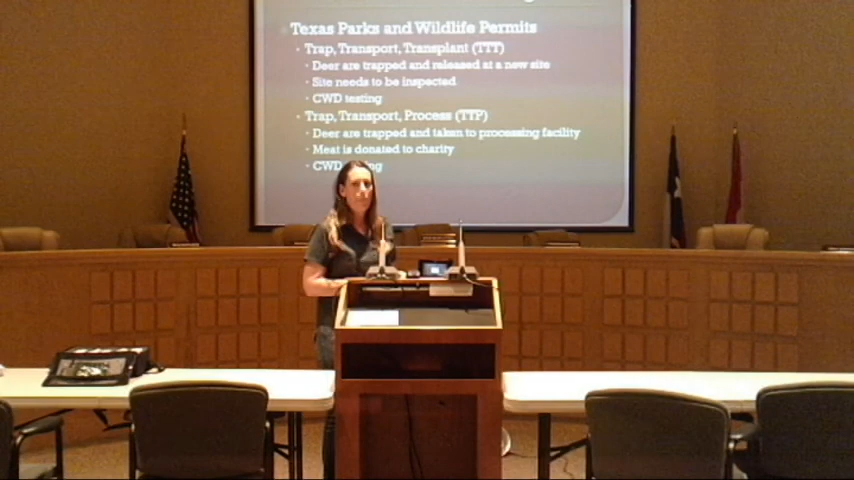 Texas Parks and Wildlife Permits
Trap, Transport, Transplant (TTT)
Deer are trapped and released at a new site
Site needs to be inspected
CWD testing
Trap, Transport, Process (TTP)
Deer are trapped and taken to processing facility
Meat is donated to charity
CWD